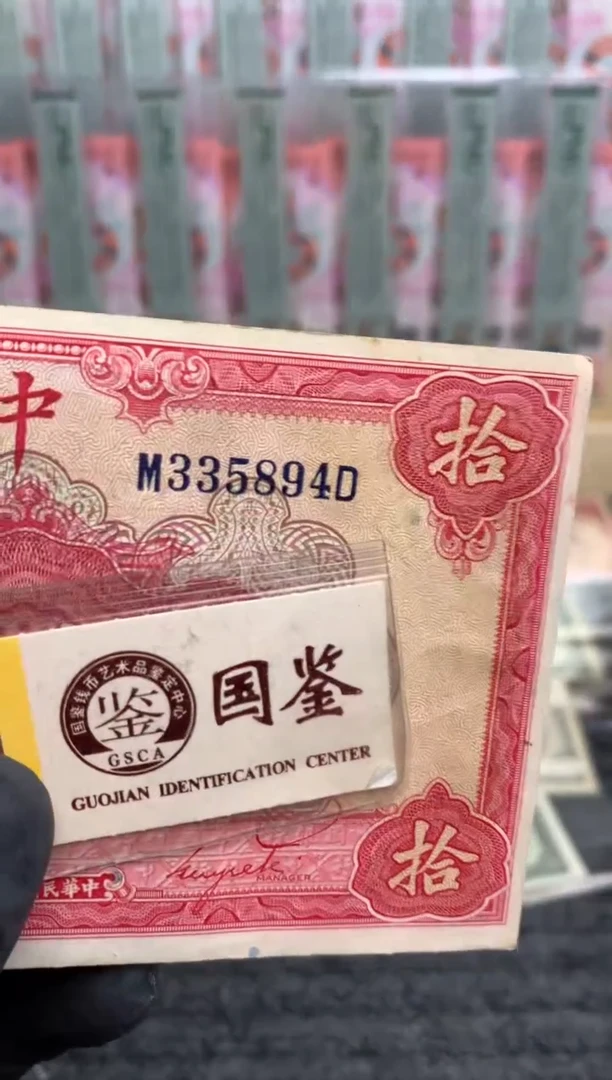 中
M335894D
拾
国鉴钱币艺术品鉴定中心
鉴
GSCA
国鉴
GUOJIAN IDENTIFICATION CENTER
MANAGER
民華中
拾